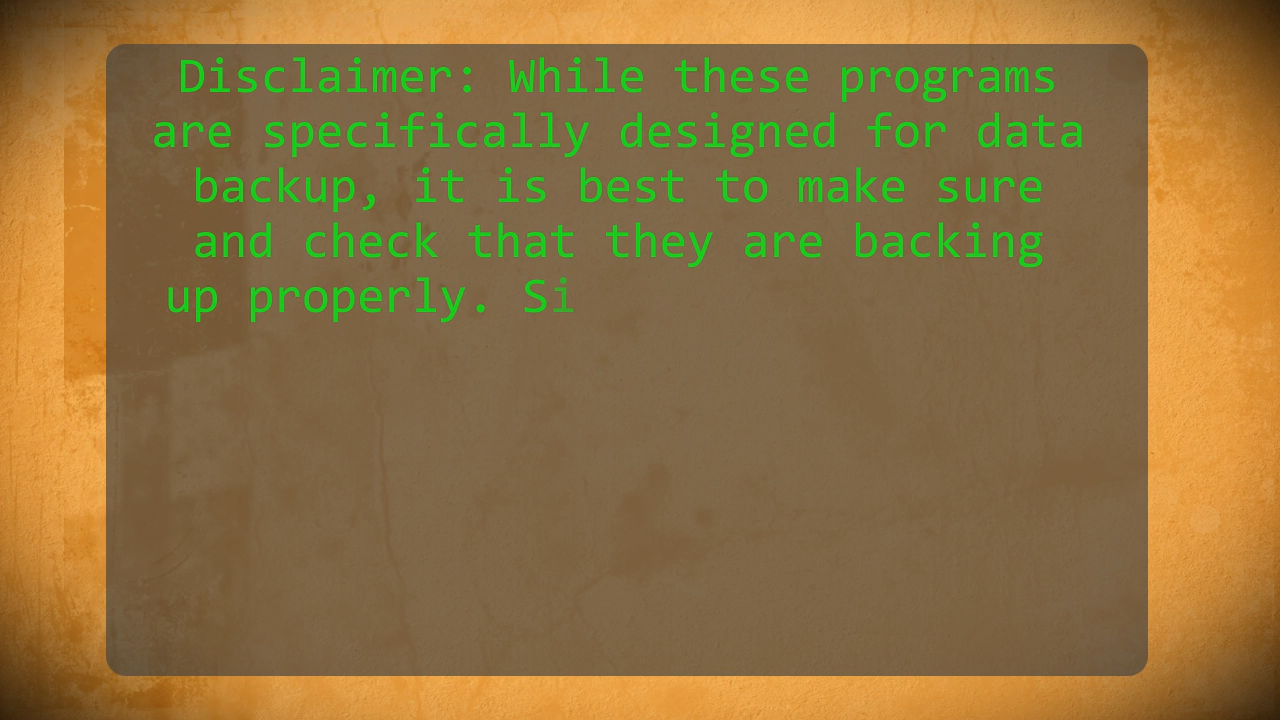 Disclaimer: While these programs
are specifically designed for data
backup, it is best to make sure
and check that they are backing
up properly. Si